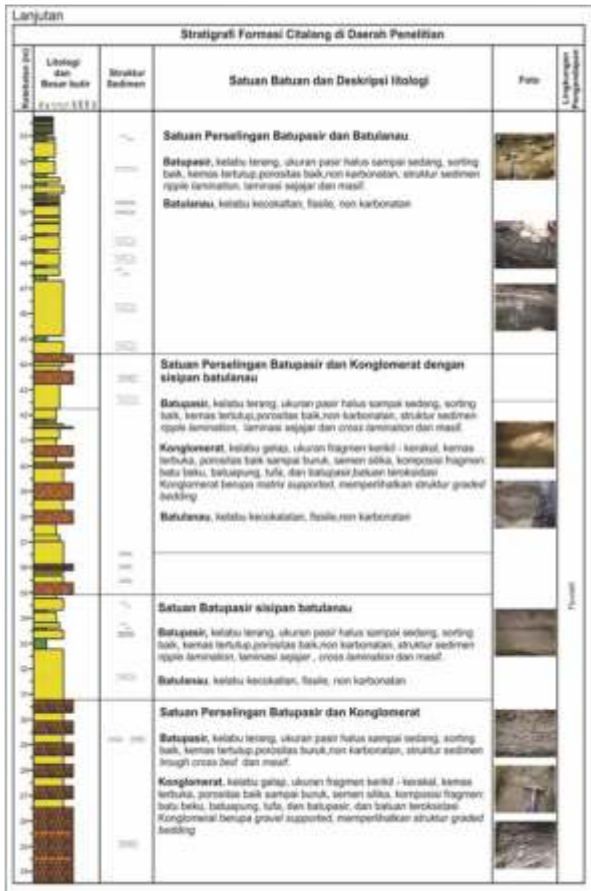 Lanjutan
Stratigrafi Formasi Citalang di Daerah Penelitian
Ketebalan (m)
Litologi
dan
Besar butir
Struktur
Sedimen
Satuan Batuan dan Deskripsi litologi
Foto
Lingkungan
Pengendapan
Satuan Perselingan Batupasir dan Batulanau
Batupasir, kelabu terang, ukuran pasir halus sampai sedang, sorting
baik, kemas tertutup,porositas baik,non karbonatan, struktur sedimen
ripple lamination, laminasi sejajar dan masif.
Batulanau, kelabu kecokatlan, fissile, non karbonatan
Satuan Perselingan Batupasir dan Konglomerat dengan
sisipan batulanau
Batupasir, kelabu terang, ukuran pasir halus sampai sedang, sorting
baik, kemas tertutup,porositas baik,non karbonatan, struktur sedimen
ripple lamination, laminasi sejajar dan cross lamination dan masif.
Konglomerat, kelabu gelap, ukuran fragmen kerikil - kerakal, kemas
terbuka, porositas baik sampai buruk, semen silika, komposisi fragmen:
batu beku, batuapung, tufa, dan batupasir,batuan teroksidasi
Konglomerat berupa matrix supported, memperlihatkan struktur graded
bedding
Batulanau, kelabu kecokalatan, fissile,non karbonatan
Satuan Batupasir sisipan batulanau
Batupasir, kelabu terang, ukuran pasir halus sampai sedang, sorting
baik, kemas tertutup,porositas baik,non karbonatan, struktur sedimen
ripple lamination, laminasi sejajar , cross lamination dan masif.
Batulanau, kelabu kecokatlan, fissile, non karbonatan
Fluviatil
Satuan Perselingan Batupasir dan Konglomerat
Batupasir, kelabu terang, ukuran pasir halus sampai sedang, sorting
baik, kemas tertutup,porositas buruk,non karbonatan, struktur sedimen
trough cross bed dan masif.
Konglomerat, kelabu gelap, ukuran fragmen kerikil - kerakal, kemas
terbuka, porositas baik sampai buruk, semen silika, komposisi fragmen:
batu beku, batuapung, tufa, dan batupasir, dan batuan teroksidasi
Konglomerat berupa gravel supported, memperlihatkan struktur graded
bedding